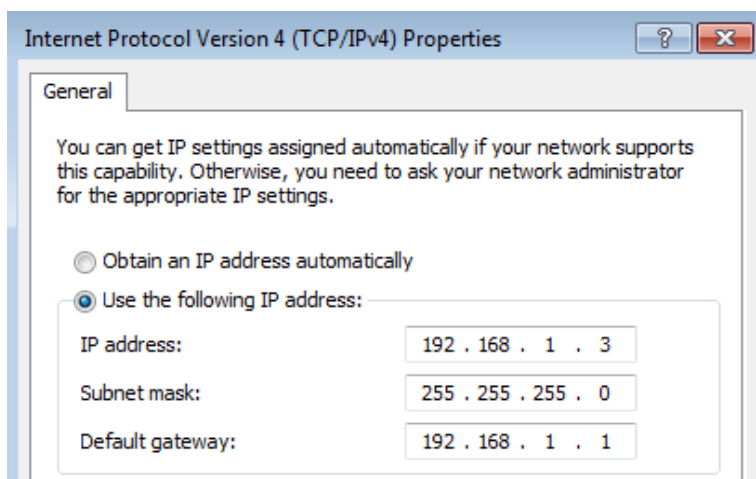 Internet Protocol Version 4 (TCP/IPv4) Properties
General
You can get IP settings assigned automatically if your network supports
this capability. Otherwise, you need to ask your network administrator
for the appropriate IP settings.
Obtain an IP address automatically
Use the following IP address:
IP address: 192 . 168 . 1 . 3
Subnet mask: 255 . 255 . 255 . 0
Default gateway: 192 . 168 . 1 . 1